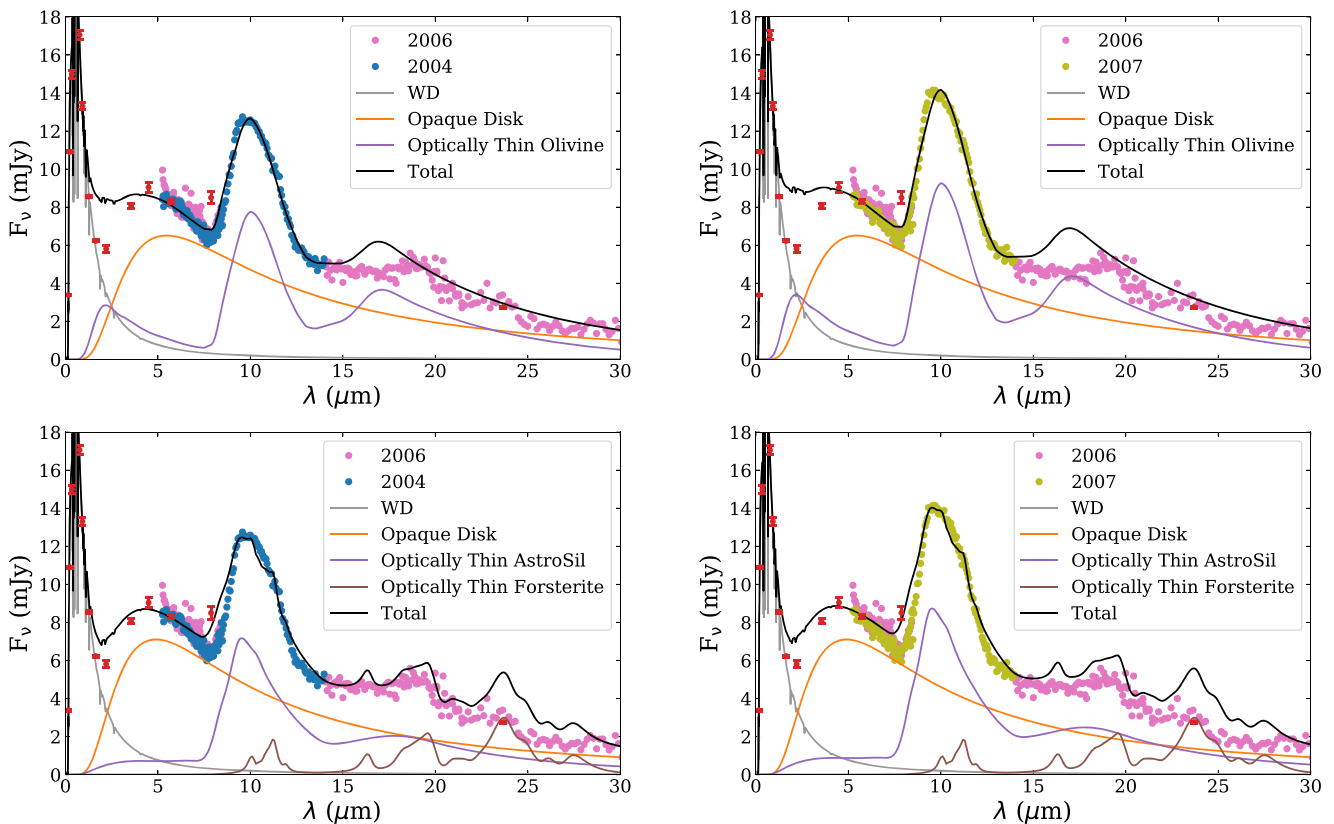 18
16
14
12
10
8
6
4
2
0
F_ν (mJy)
2006
2004
WD
Opaque Disk
Optically Thin Olivine
Total
0 5 10 15 20 25 30
λ (μm)
18
16
14
12
10
8
6
4
2
0
F_ν (mJy)
2006
2007
WD
Opaque Disk
Optically Thin Olivine
Total
0 5 10 15 20 25 30
λ (μm)
18
16
14
12
10
8
6
4
2
0
F_ν (mJy)
2006
2004
WD
Opaque Disk
Optically Thin AstroSil
Optically Thin Forsterite
Total
0 5 10 15 20 25 30
λ (μm)
18
16
14
12
10
8
6
4
2
0
F_ν (mJy)
2006
2007
WD
Opaque Disk
Optically Thin AstroSil
Optically Thin Forsterite
Total
0 5 10 15 20 25 30
λ (μm)